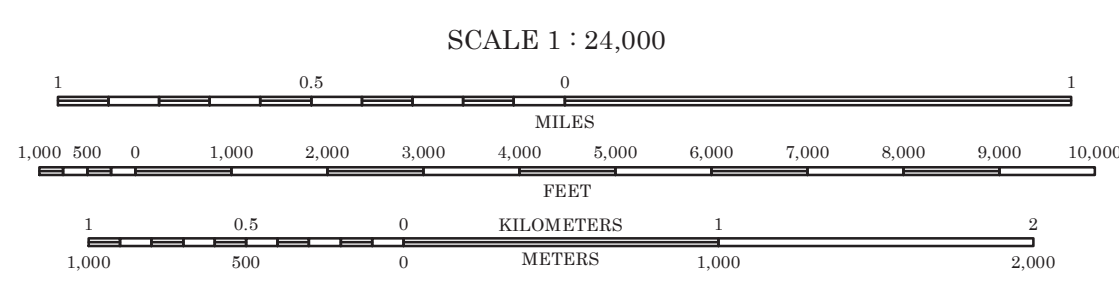 SCALE 1 : 24,000
1 0.5 0 1
MILES
1,000 500 0 1,000 2,000 3,000 4,000 5,000 6,000 7,000 8,000 9,000 10,000
FEET
1 0.5 0 KILOMETERS 1 2
1,000 500 0 METERS 1,000 2,000